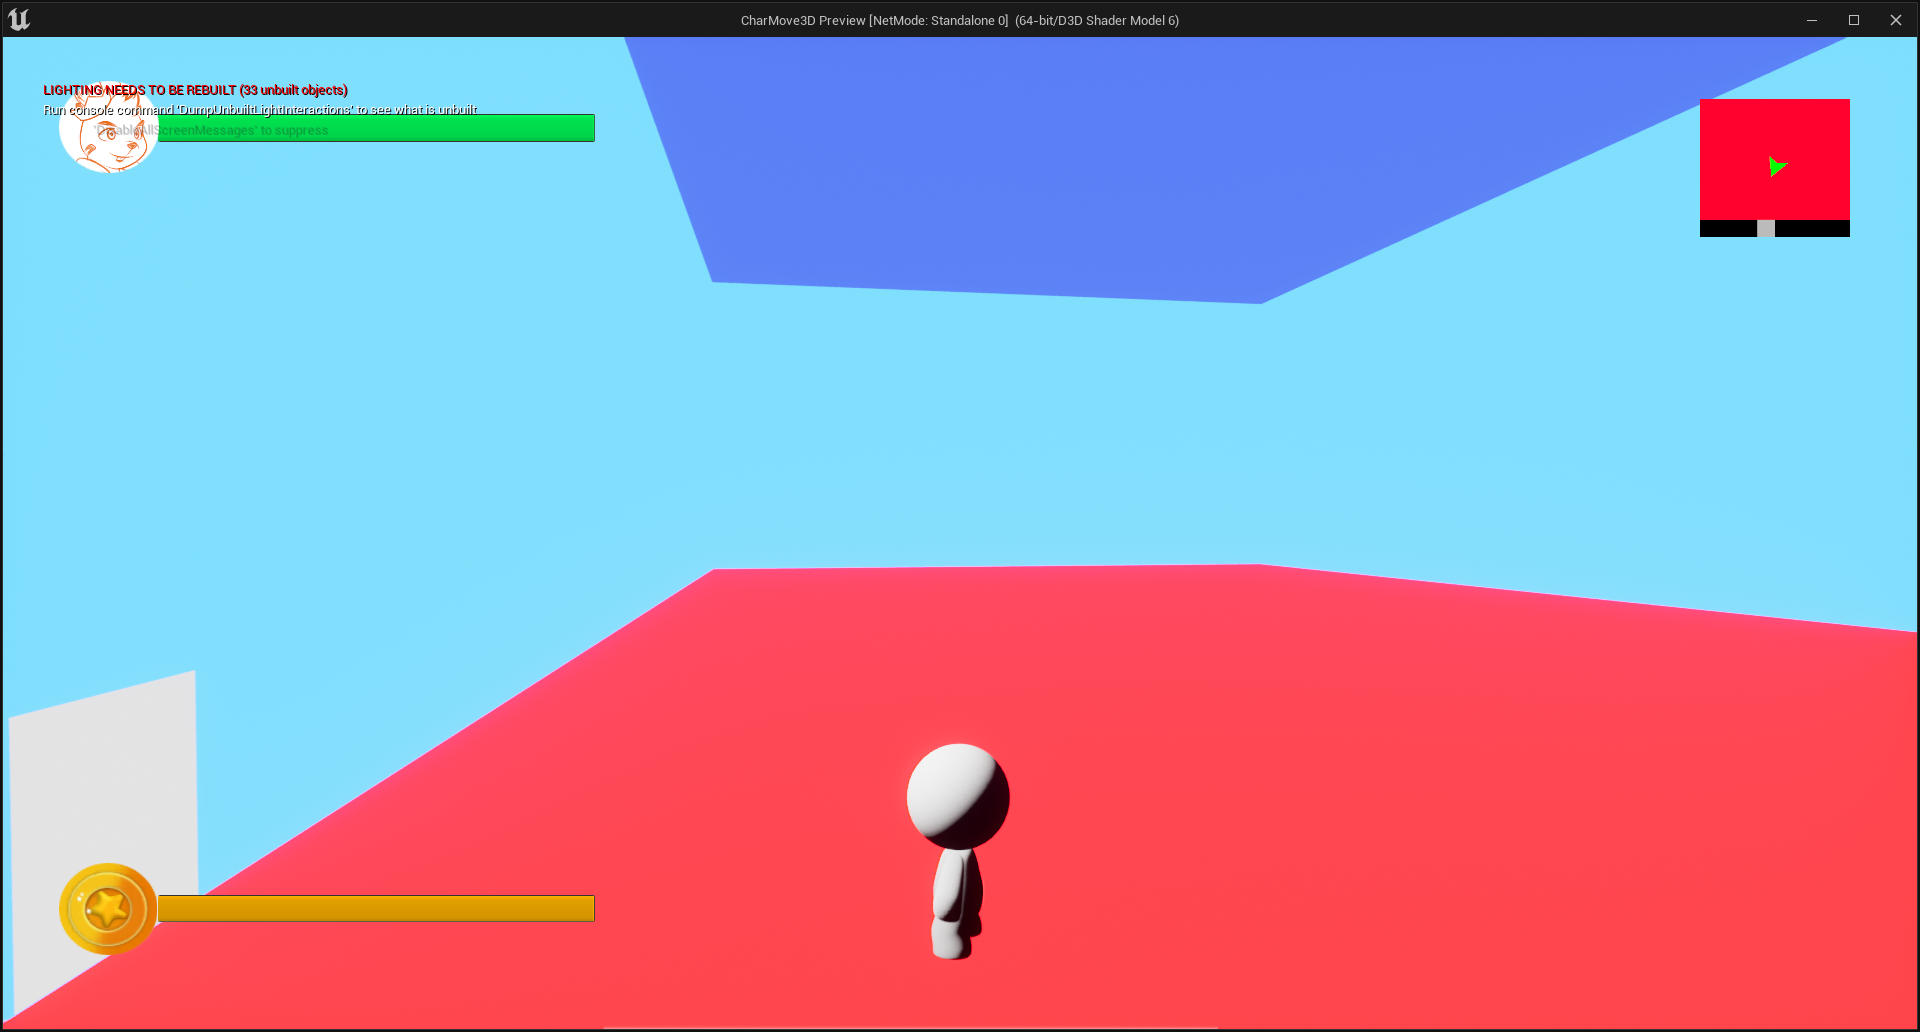 CharMove3D Preview [NetMode: Standalone 0]  (64-bit/D3D Shader Model 6)
LIGHTING NEEDS TO BE REBUILT (33 unbuilt objects)
Run console command 'DumpUnbuiltLightInteractions' to see what is unbuilt
'DisableAllScreenMessages' to suppress